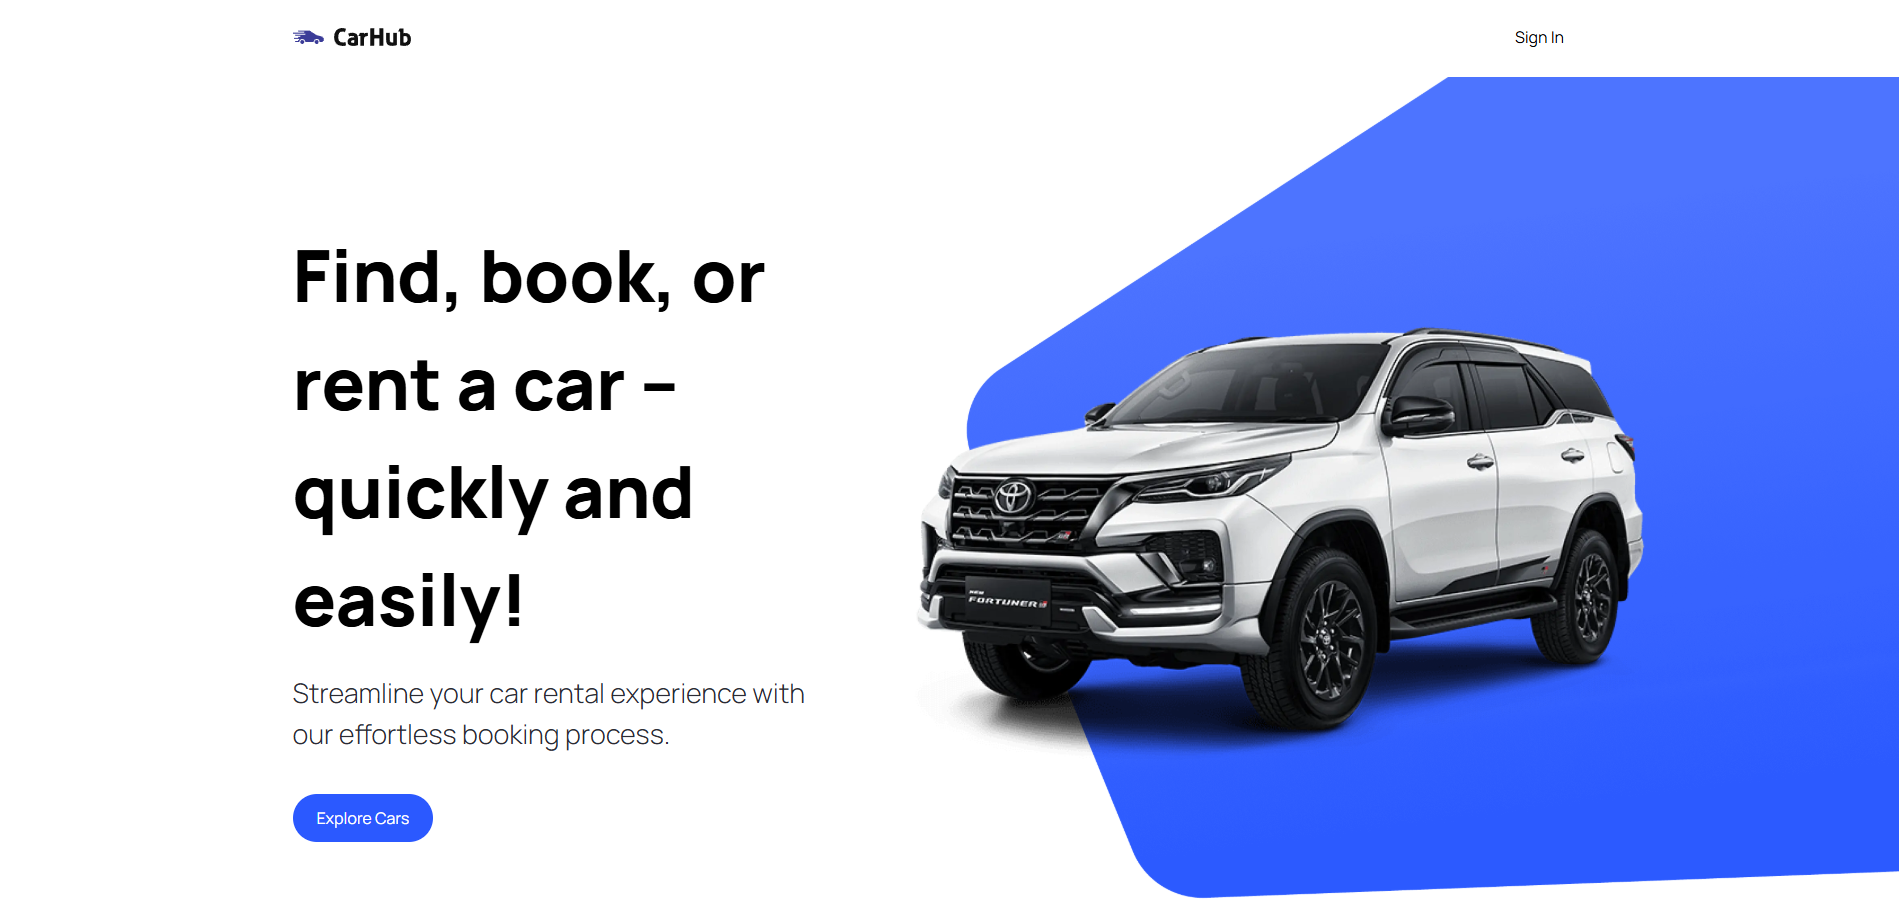 CarHub
Sign In
Find, book, or
rent a car –
quickly and
easily!
Streamline your car rental experience with
our effortless booking process.
Explore Cars
NEW
FORTUNER